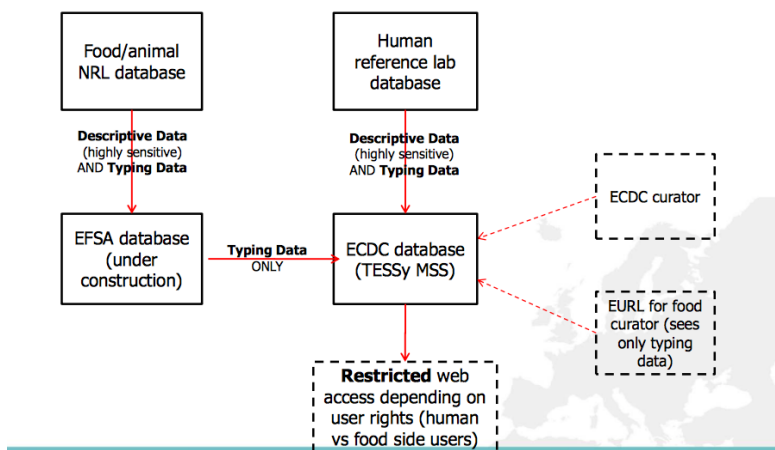 Food/animal
NRL database
Human
reference lab
database
Descriptive Data
(highly sensitive)
AND Typing Data
Descriptive Data
(highly sensitive)
AND Typing Data
ECDC curator
EFSA database
(under
construction)
Typing Data
ONLY
ECDC database
(TESSy MSS)
EURL for food
curator (sees
only typing
data)
Restricted web
access depending on
user rights (human
vs food side users)